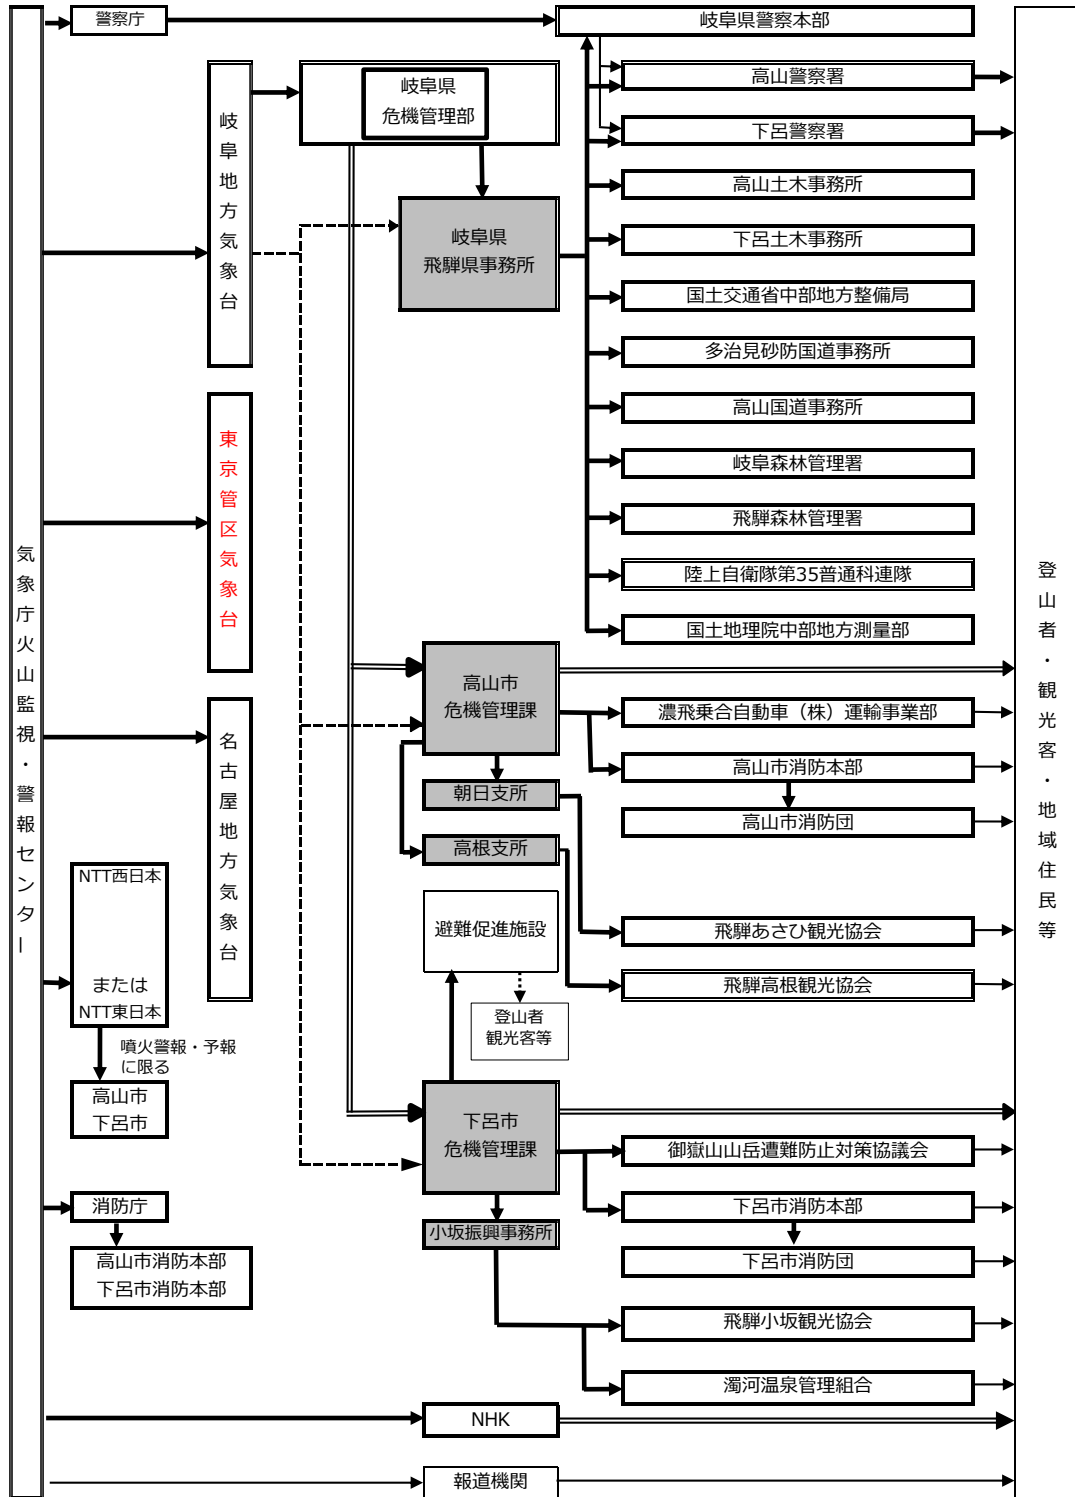 警察庁
岐阜県警察本部
岐阜県
危機管理部
高山警察署
下呂警察署
岐阜地方気象台
高山土木事務所
岐阜県
飛騨県事務所
下呂土木事務所
国土交通省中部地方整備局
多治見砂防国道事務所
高山国道事務所
東京管区気象台
岐阜森林管理署
飛騨森林管理署
陸上自衛隊第35普通科連隊
国土地理院中部地方測量部
気象庁火山監視・警報センター
登山者・観光客・地域住民等
高山市
危機管理課
濃飛乗合自動車（株）運輸事業部
名古屋地方気象台
高山市消防本部
朝日支所
高山市消防団
高根支所
NTT西日本
または
NTT東日本
避難促進施設
飛騨あさひ観光協会
飛騨高根観光協会
登山者
観光客等
噴火警報・予報
に限る
高山市
下呂市
下呂市
危機管理課
御嶽山山岳遭難防止対策協議会
消防庁
下呂市消防本部
小坂振興事務所
高山市消防本部
下呂市消防本部
下呂市消防団
飛騨小坂観光協会
濁河温泉管理組合
NHK
報道機関